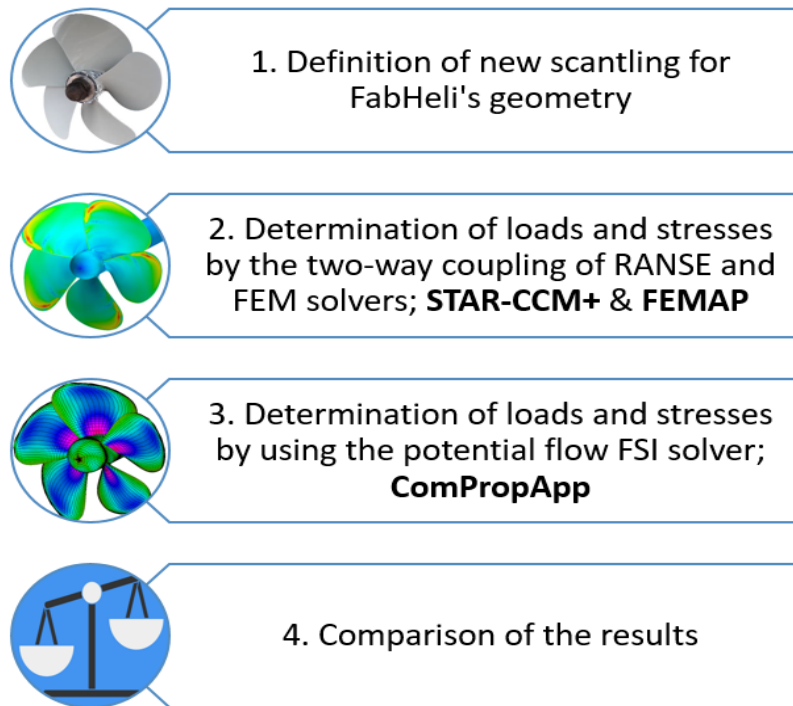 1. Definition of new scantling for
FabHeli's geometry
2. Determination of loads and stresses
by the two-way coupling of RANSE and
FEM solvers; STAR-CCM+ & FEMAP
3. Determination of loads and stresses
by using the potential flow FSI solver;
ComPropApp
4. Comparison of the results